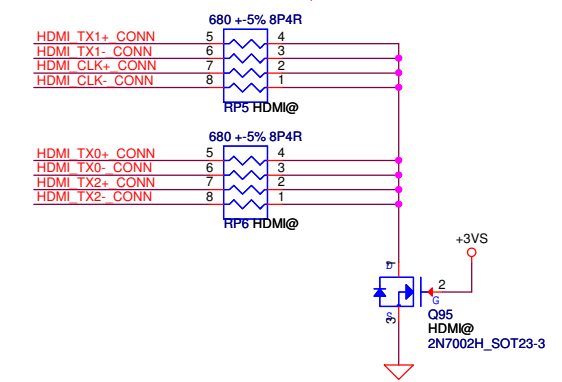 680 +-5% 8P4R
HDMI_TX1+_CONN 5 4
HDMI_TX1-_CONN 6 3
HDMI_CLK+_CONN 7 2
HDMI_CLK-_CONN 8 1
RP5 HDMI@
680 +-5% 8P4R
HDMI_TX0+_CONN 5 4
HDMI_TX0-_CONN 6 3
HDMI_TX2+_CONN 7 2
HDMI_TX2-_CONN 8 1
RP6 HDMI@
+3VS
D 1
2
G
S 3
Q95
HDMI@
2N7002H_SOT23-3